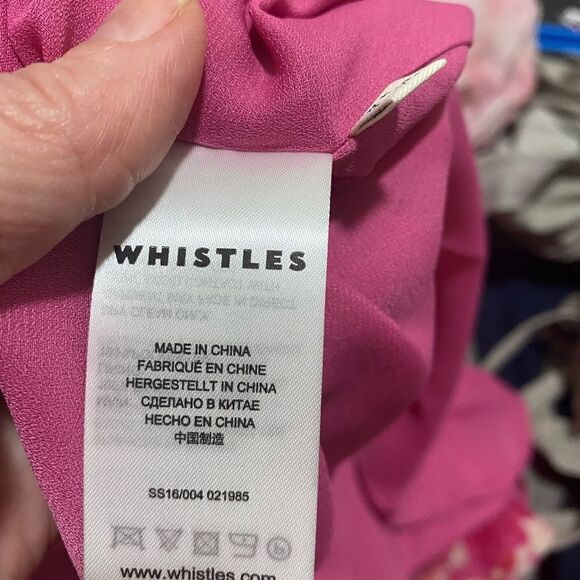 WHISTLES
MADE IN CHINA
FABRIQUÉ EN CHINE
HERGESTELLT IN CHINA
СДЕЛАНО В КИТАЕ
HECHO EN CHINA
中国制造
SS16/004 021985
www.whistles.com